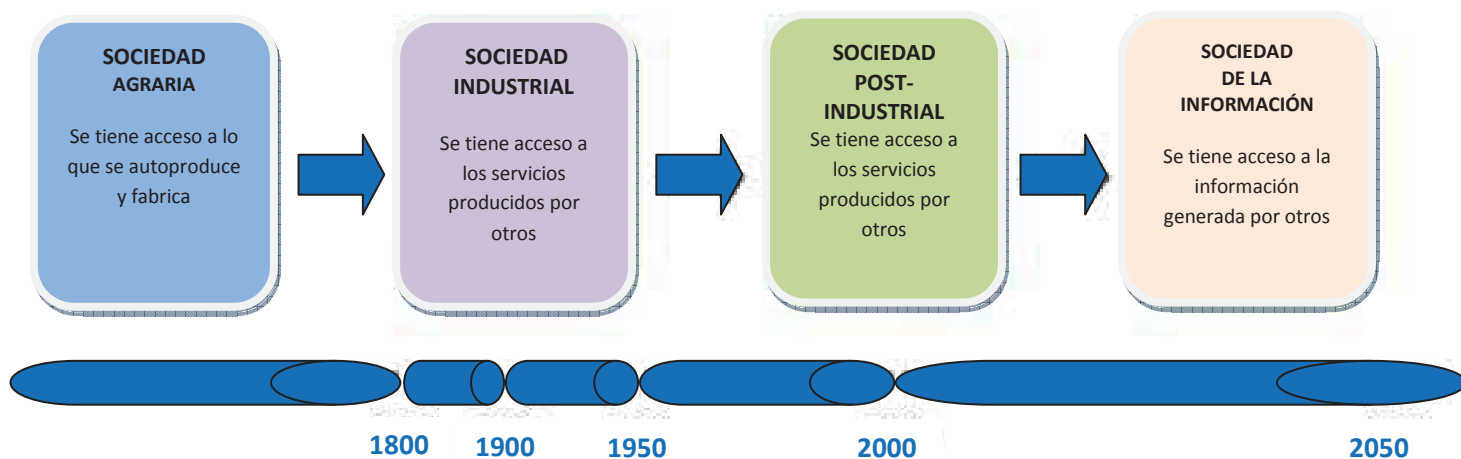 SOCIEDAD
AGRARIA
Se tiene acceso a lo
que se autoproduce
y fabrica
SOCIEDAD
INDUSTRIAL
Se tiene acceso a
los servicios
producidos por
otros
SOCIEDAD
POST-
INDUSTRIAL
Se tiene acceso a
los servicios
producidos por
otros
SOCIEDAD
DE LA
INFORMACIÓN
Se tiene acceso a la
información
generada por otros
1800
1900
1950
2000
2050